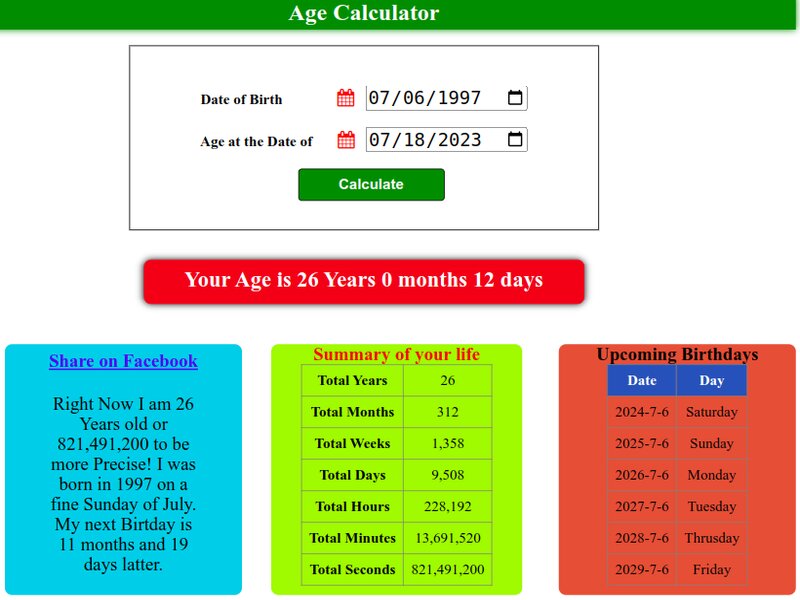 Age Calculator
Date of Birth 07/06/1997
Age at the Date of 07/18/2023
Calculate
Your Age is 26 Years 0 months 12 days
Share on Facebook
Right Now I am 26
Years old or
821,491,200 to be
more Precise! I was
born in 1997 on a
fine Sunday of July.
My next Birtday is
11 months and 19
days latter.
Summary of your life
Total Years 26
Total Months 312
Total Weeks 1,358
Total Days 9,508
Total Hours 228,192
Total Minutes 13,691,520
Total Seconds 821,491,200
Upcoming Birthdays
Date Day
2024-7-6 Saturday
2025-7-6 Sunday
2026-7-6 Monday
2027-7-6 Tuesday
2028-7-6 Thrusday
2029-7-6 Friday